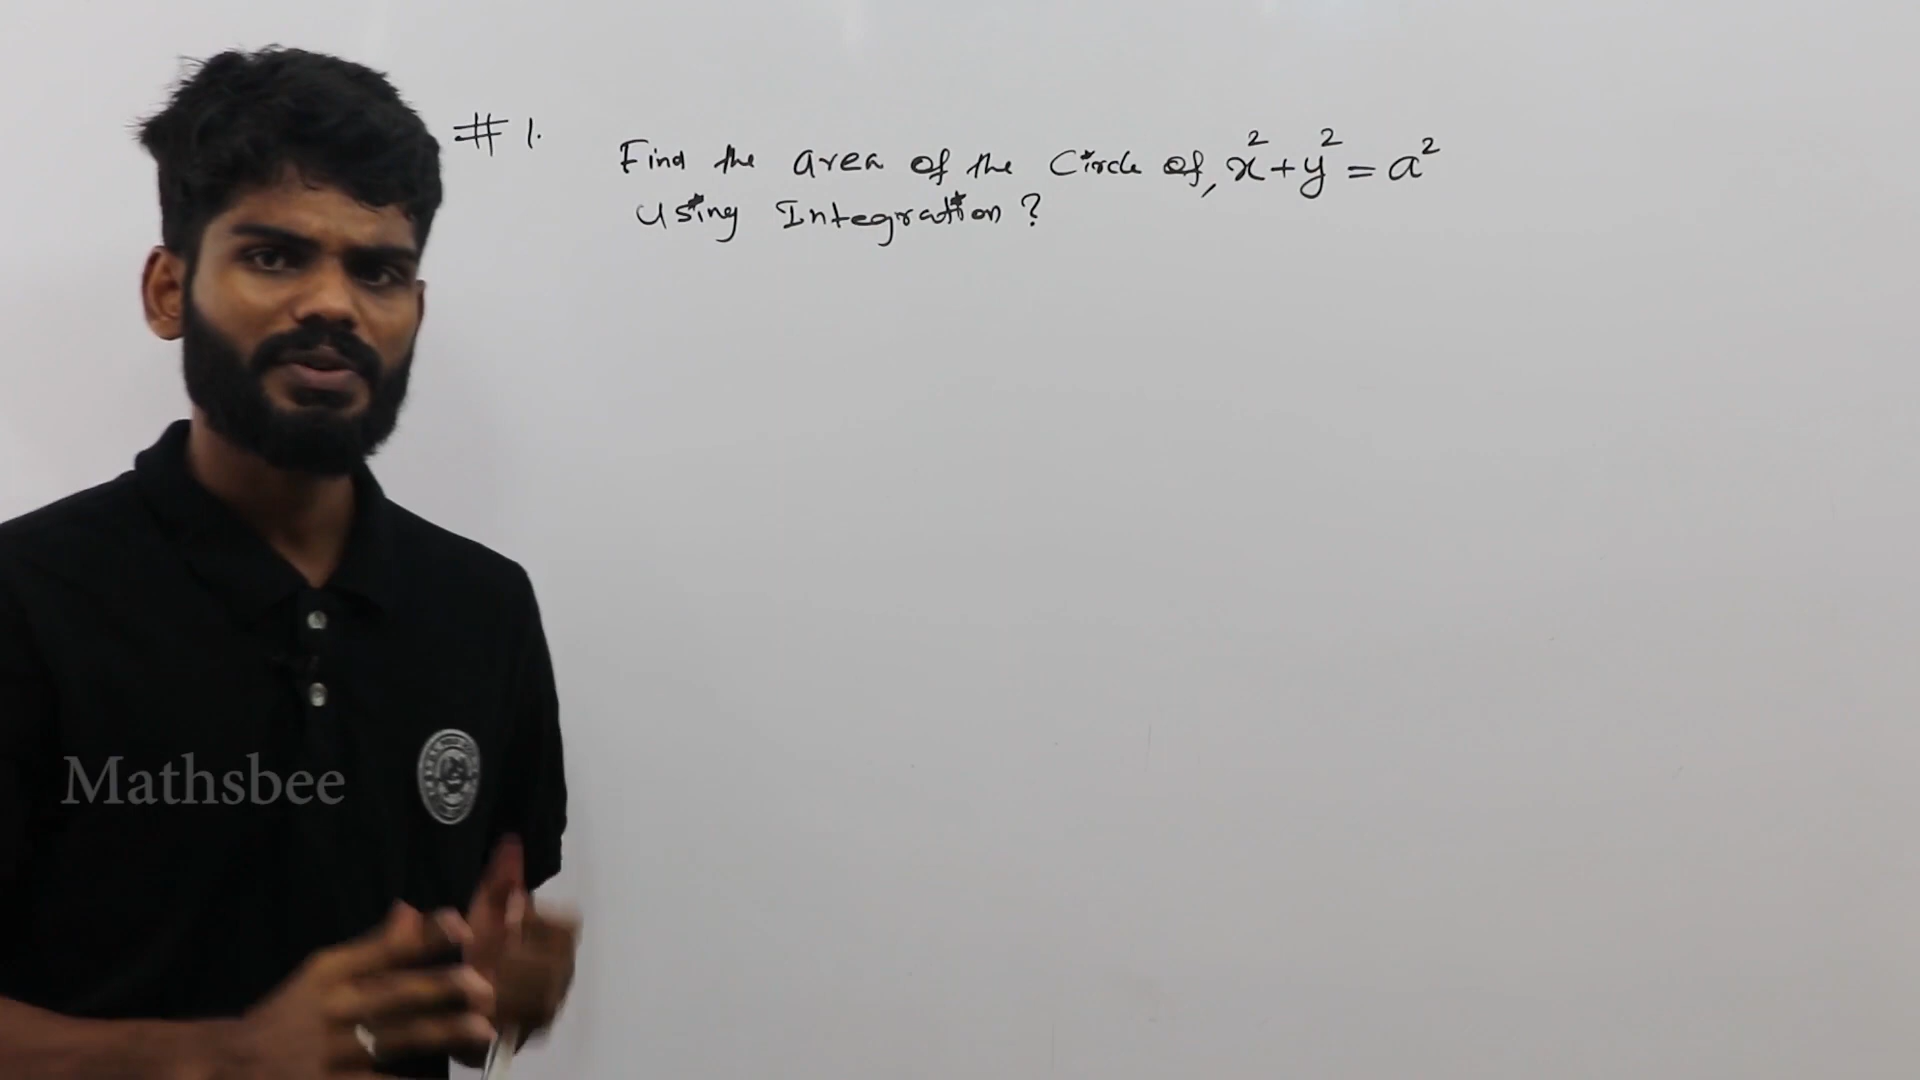 # 1.
Find the area of the Circle of, x²+y² = a²
Using Integration ?
Mathsbee